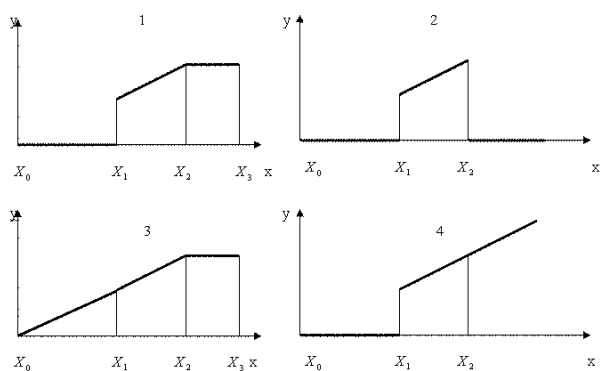 y 1
X₀ X₁ X₂ X₃ x
y 2
X₀ X₁ X₂ x
y 3
X₀ X₁ X₂ X₃ x
y 4
X₀ X₁ X₂ x